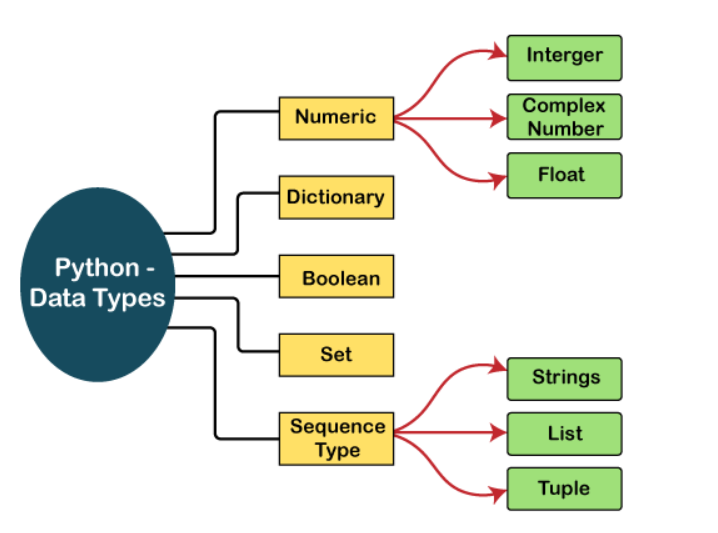 Python -
Data Types
Numeric
Interger
Complex
Number
Float
Dictionary
Boolean
Set
Sequence
Type
Strings
List
Tuple